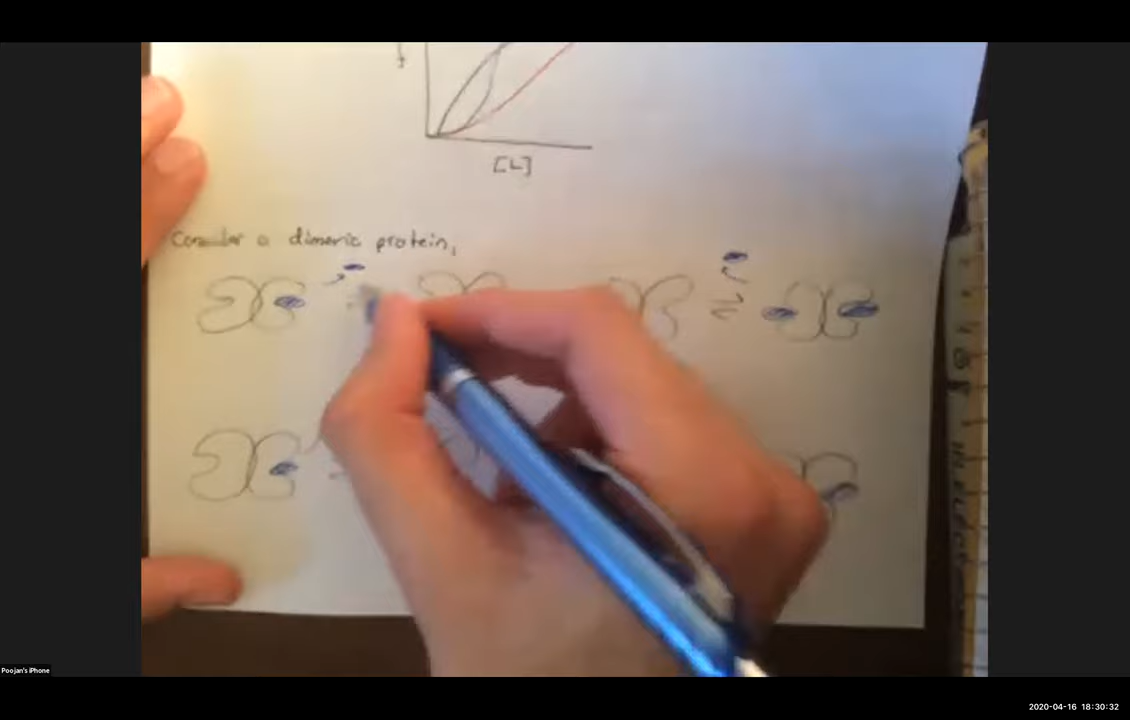 [L]
Consider a dimeric protein,
Poojan's iPhone
2020-04-16 18:30:32